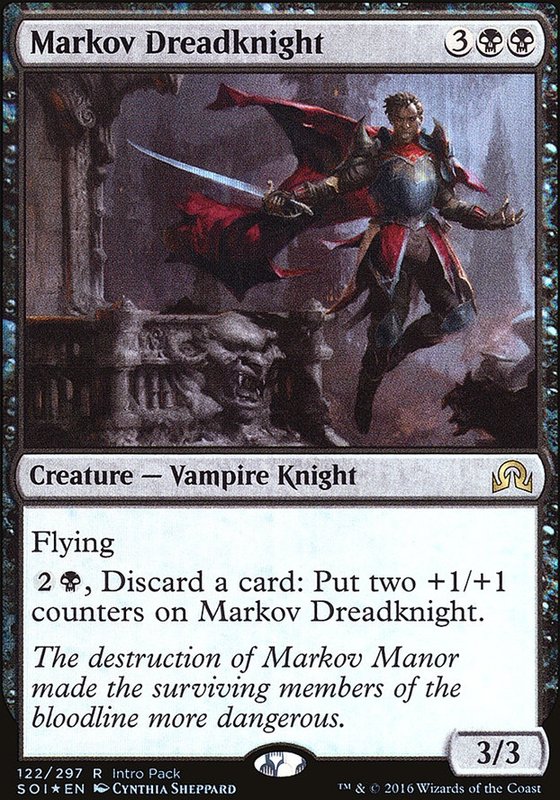 Markov Dreadknight 3
Creature — Vampire Knight
Flying
2, Discard a card: Put two +1/+1
counters on Markov Dreadknight.
The destruction of Markov Manor
made the surviving members of the
bloodline more dangerous.
3/3
122/297 R Intro Pack
SOI★EN Cynthia Sheppard
™ & © 2016 Wizards of the Coast